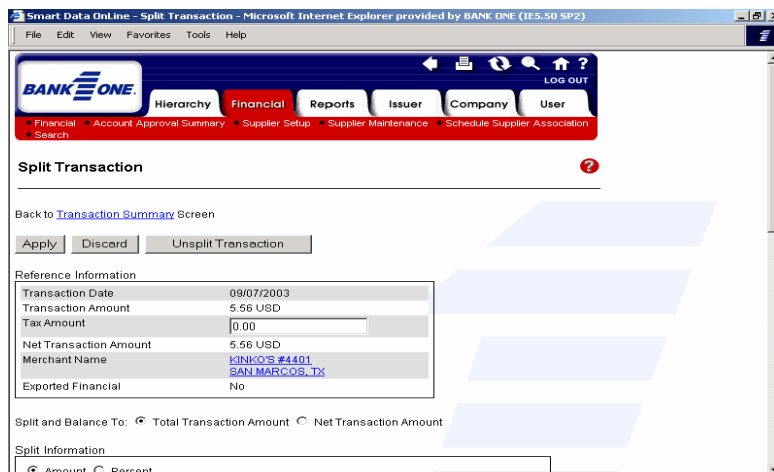 Smart Data OnLine - Split Transaction - Microsoft Internet Explorer provided by BANK ONE (IE5.50 SP2)
File Edit View Favorites Tools Help
BANK ONE.
?
LOG OUT
Hierarchy Financial Reports Issuer Company User
Financial Account Approval Summary Supplier Setup Supplier Maintenance Schedule Supplier Association
Search
Split Transaction
?
Back to Transaction Summary Screen
Apply Discard Unsplit Transaction
Reference Information
Transaction Date 09/07/2003
Transaction Amount 5.56 USD
Tax Amount 0.00
Net Transaction Amount 5.56 USD
Merchant Name KINKO'S #4401
SAN MARCOS, TX
Exported Financial No
Split and Balance To: Total Transaction Amount Net Transaction Amount
Split Information
Amount Percent